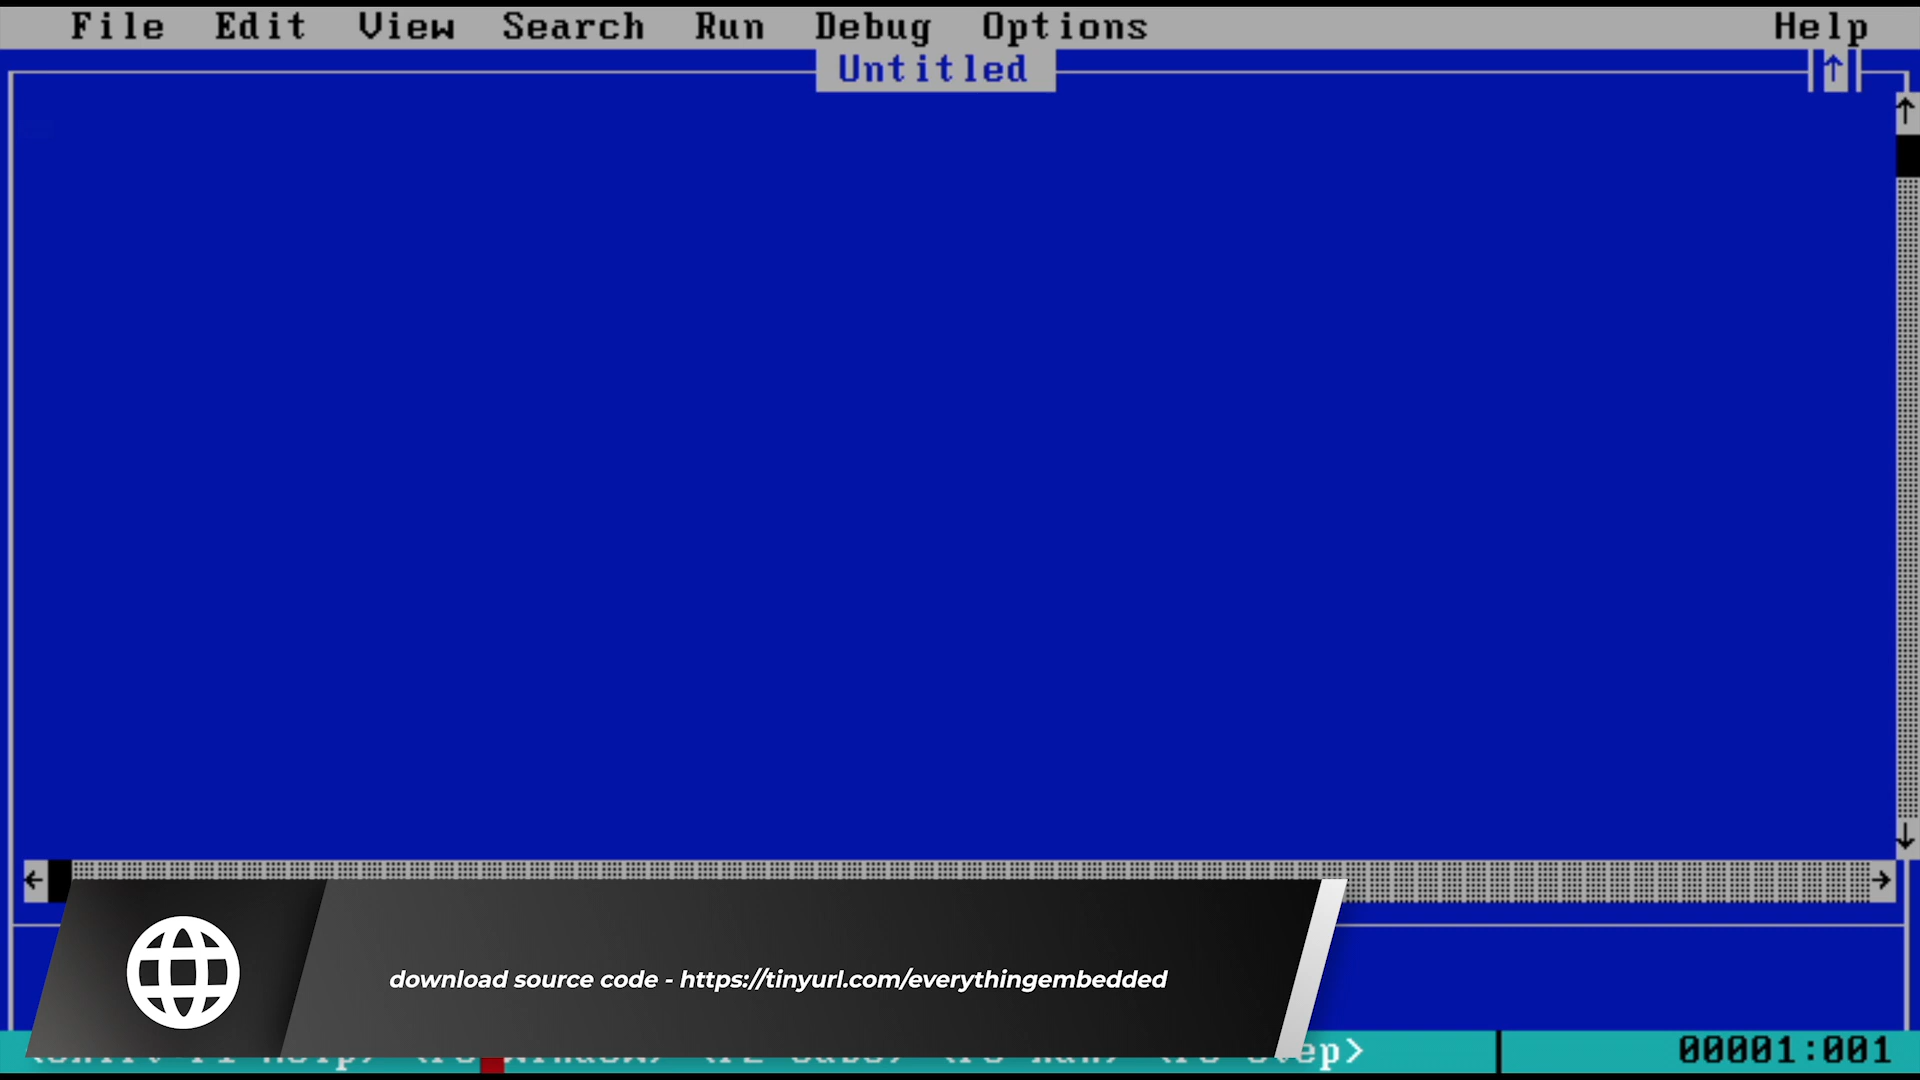 File Edit View Search Run Debug Options Help
Untitled
↑
↑
↓
← →
download source code - https://tinyurl.com/everythingembedded
00001:001